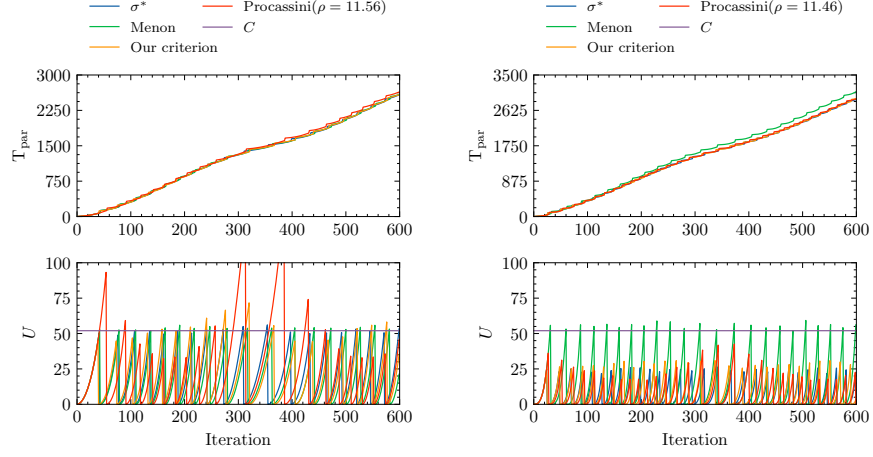 σ* Procassini(ρ = 11.56)
Menon C
Our criterion
3000
2250
1500
750
0
T_par
0 100 200 300 400 500 600
100
75
50
25
0
U
0 100 200 300 400 500 600
Iteration
σ* Procassini(ρ = 11.46)
Menon C
Our criterion
3500
2625
1750
875
0
T_par
0 100 200 300 400 500 600
100
75
50
25
0
U
0 100 200 300 400 500 600
Iteration